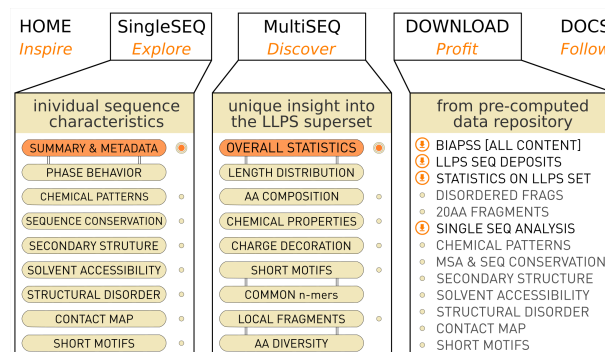 HOME
Inspire
SingleSEQ
Explore
MultiSEQ
Discover
DOWNLOAD
Profit
DOCS
Follow
inividual sequence
characteristics
SUMMARY & METADATA
PHASE BEHAVIOR
CHEMICAL PATTERNS
SEQUENCE CONSERVATION
SECONDARY STRUTURE
SOLVENT ACCESSIBILITY
STRUCTURAL DISORDER
CONTACT MAP
SHORT MOTIFS
unique insight into
the LLPS superset
OVERALL STATISTICS
LENGTH DISTRIBUTION
AA COMPOSITION
CHEMICAL PROPERTIES
CHARGE DECORATION
SHORT MOTIFS
COMMON n-mers
LOCAL FRAGMENTS
AA DIVERSITY
from pre-computed
data repository
BIAPSS [ALL CONTENT]
LLPS SEQ DEPOSITS
STATISTICS ON LLPS SET
DISORDERED FRAGS
20AA FRAGMENTS
SINGLE SEQ ANALYSIS
CHEMICAL PATTERNS
MSA & SEQ CONSERVATION
SECONDARY STRUCTURE
SOLVENT ACCESSIBILITY
STRUCTURAL DISORDER
CONTACT MAP
SHORT MOTIFS